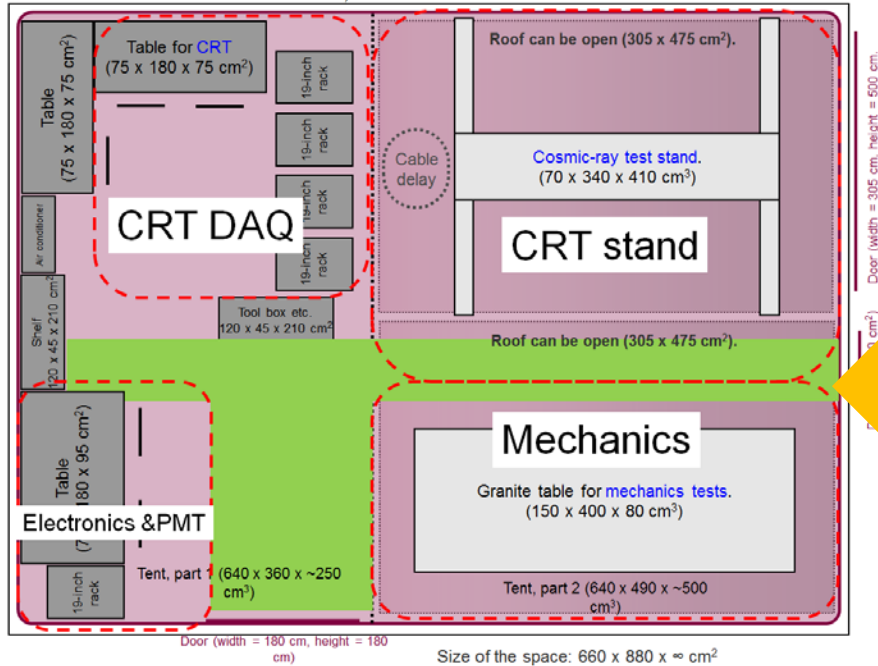 Table
(75 x 180 x 75 cm²)
Table for CRT
(75 x 180 x 75 cm²)
19-inch
rack
19-inch
rack
19-inch
rack
19-inch
rack
CRT DAQ
Air conditioner
Shelf
120 x 45 x 210 cm²
Tool box etc.
120 x 45 x 210 cm²
Roof can be open (305 x 475 cm²).
Cable
delay
Cosmic-ray test stand.
(70 x 340 x 410 cm³)
CRT stand
Roof can be open (305 x 475 cm²).
Door (width = 305 cm, height = 500 cm.
cm²)
Table
180 x 95 cm²)
Electronics &PMT
19-inch
rack
Tent, part 1 (640 x 360 x ~250
cm³)
Mechanics
Granite table for mechanics tests.
(150 x 400 x 80 cm³)
Tent, part 2 (640 x 490 x ~500
cm³)
Door (width = 180 cm, height = 180
cm)
Size of the space: 660 x 880 x ∞ cm²